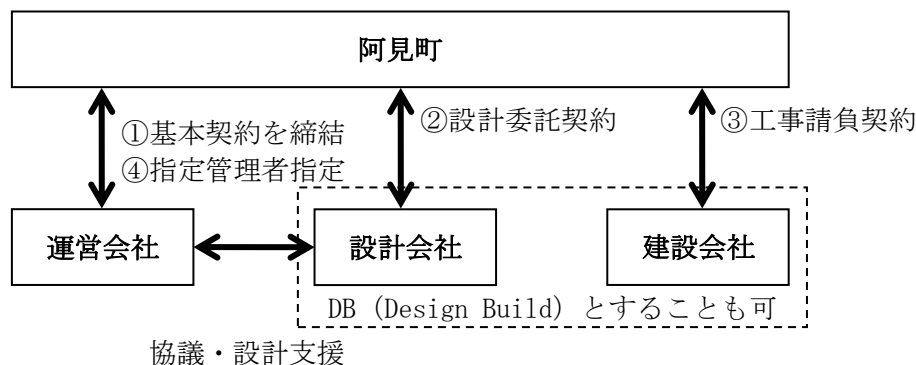 阿見町
①基本契約を締結
④指定管理者指定
②設計委託契約
③工事請負契約
運営会社
設計会社
建設会社
DB (Design Build) とすることも可
協議・設計支援